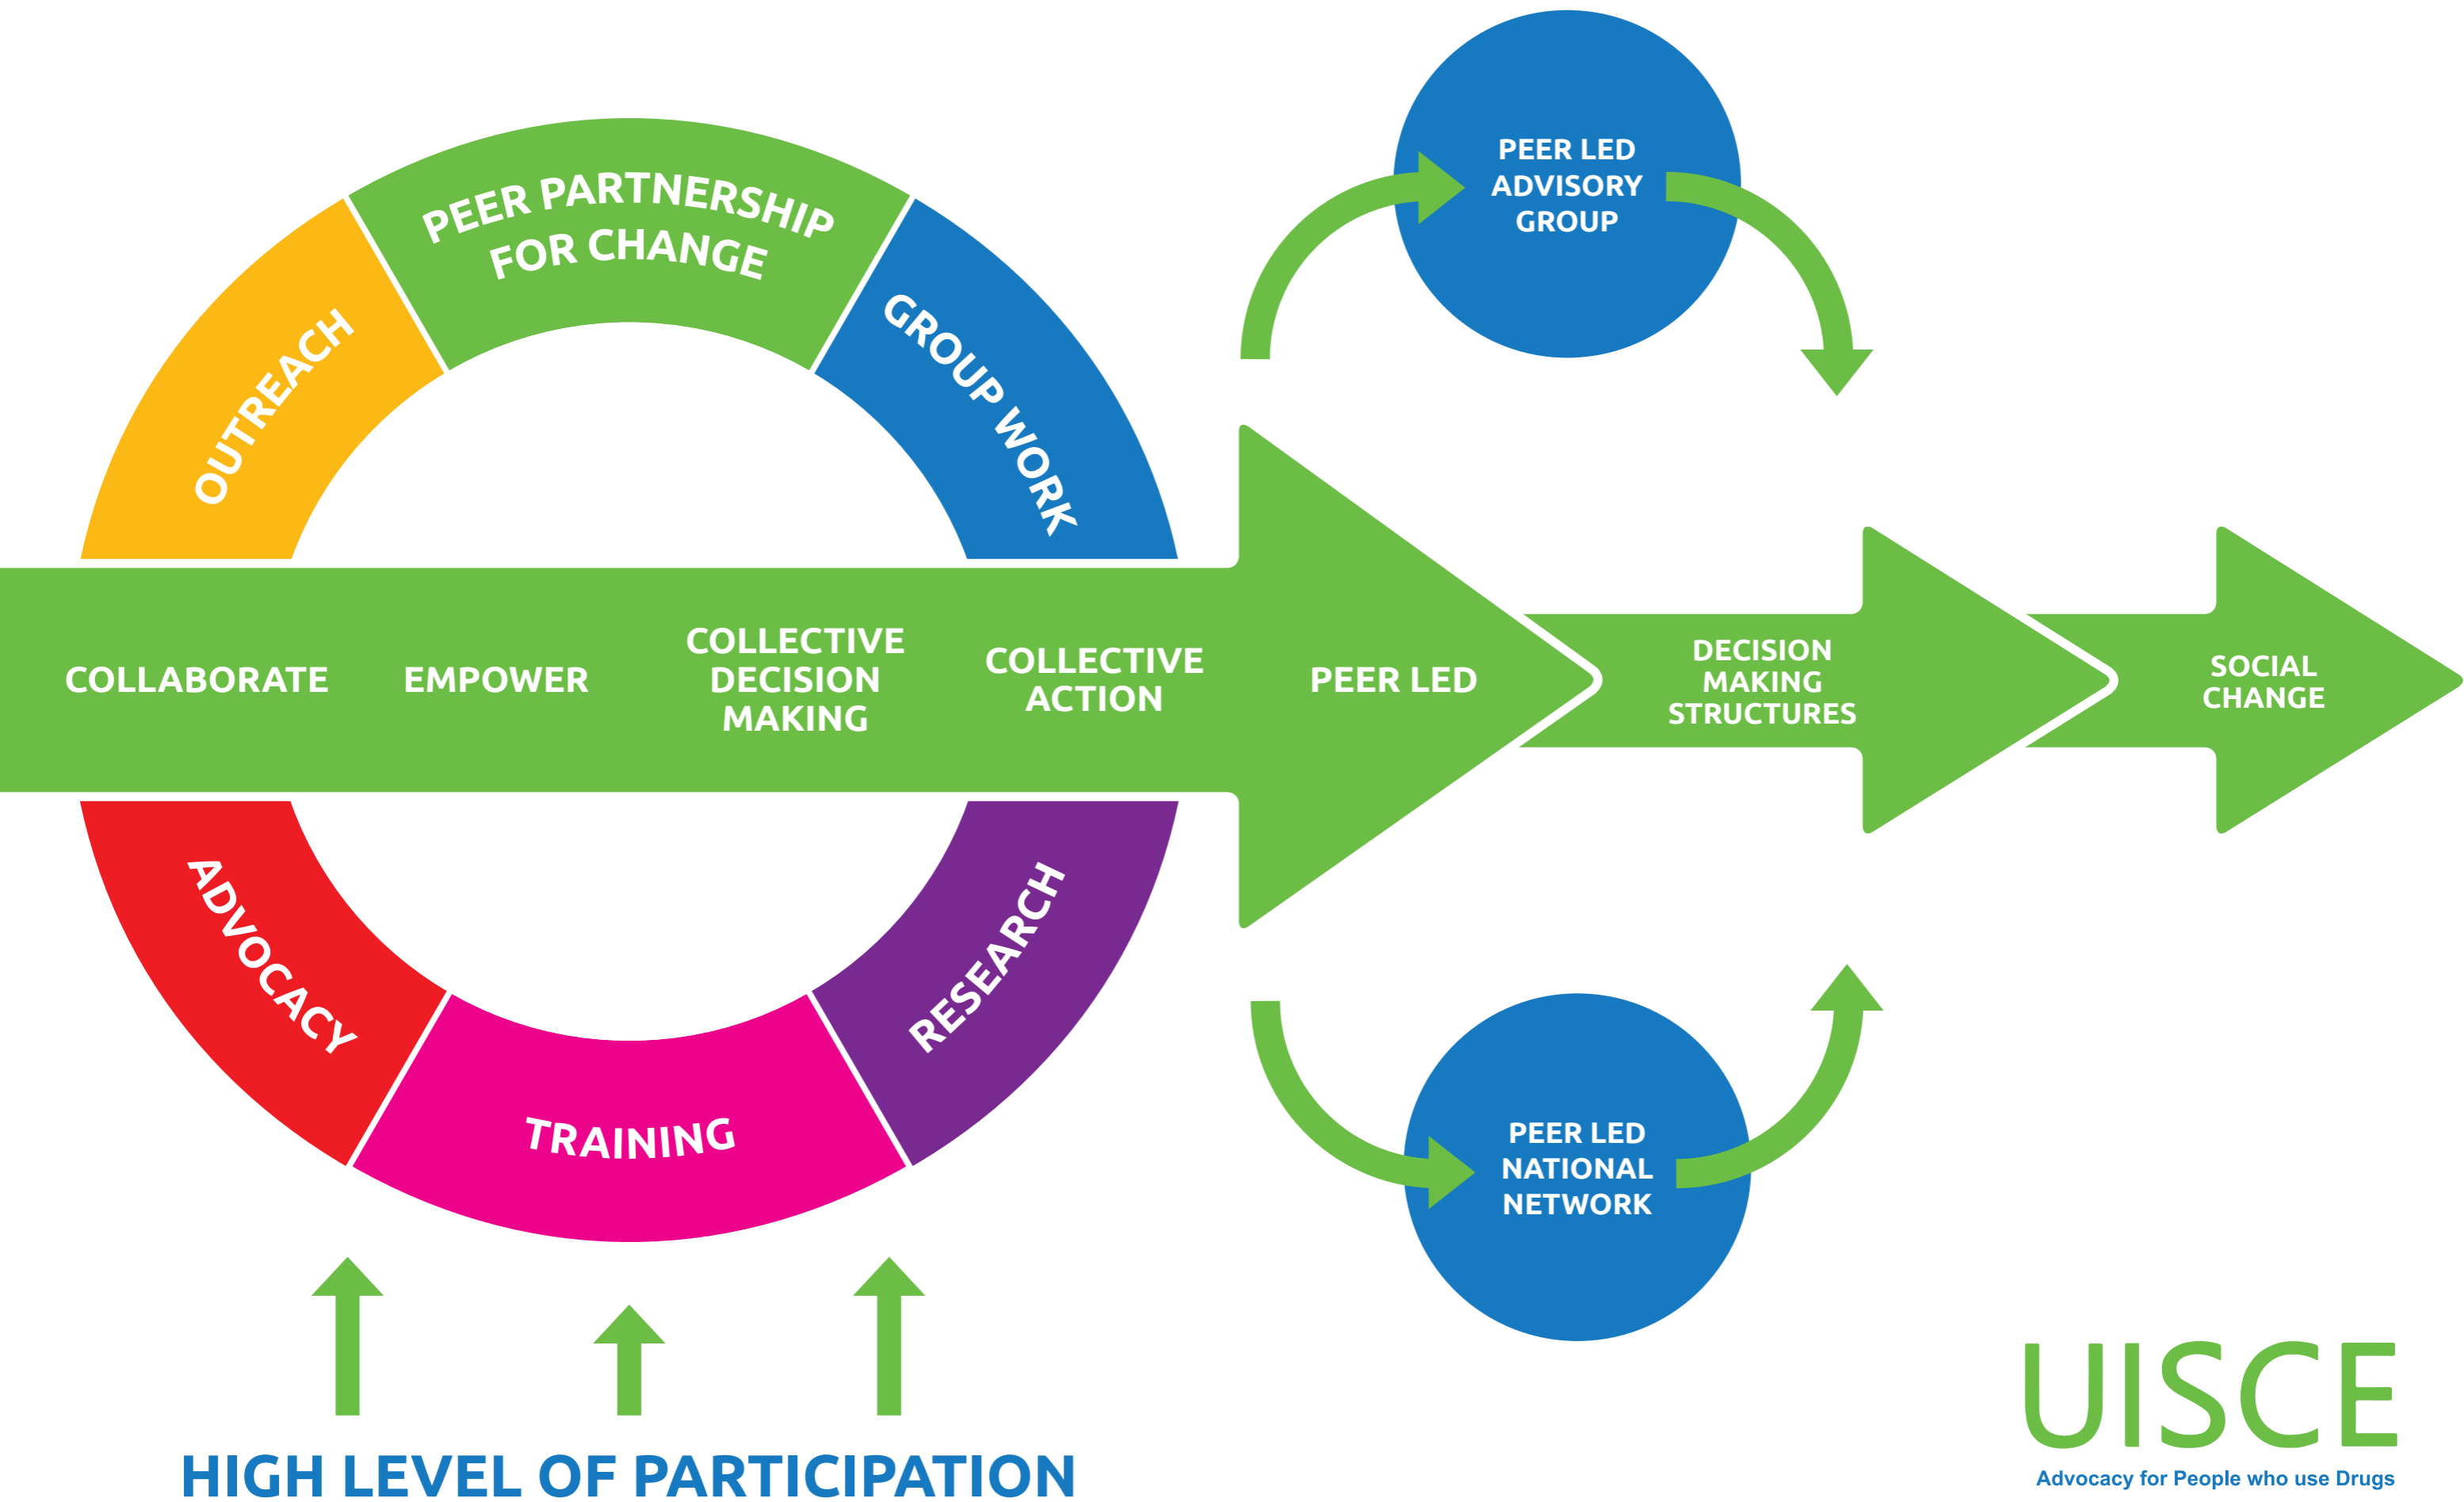 PEER PARTNERSHIP
FOR CHANGE
OUTREACH
GROUP WORK
COLLABORATE
EMPOWER
COLLECTIVE
DECISION
MAKING
COLLECTIVE
ACTION
PEER LED
DECISION
MAKING
STRUCTURES
SOCIAL
CHANGE
PEER LED
ADVISORY
GROUP
ADVOCACY
TRAINING
RESEARCH
PEER LED
NATIONAL
NETWORK
HIGH LEVEL OF PARTICIPATION
UISCE
Advocacy for People who use Drugs